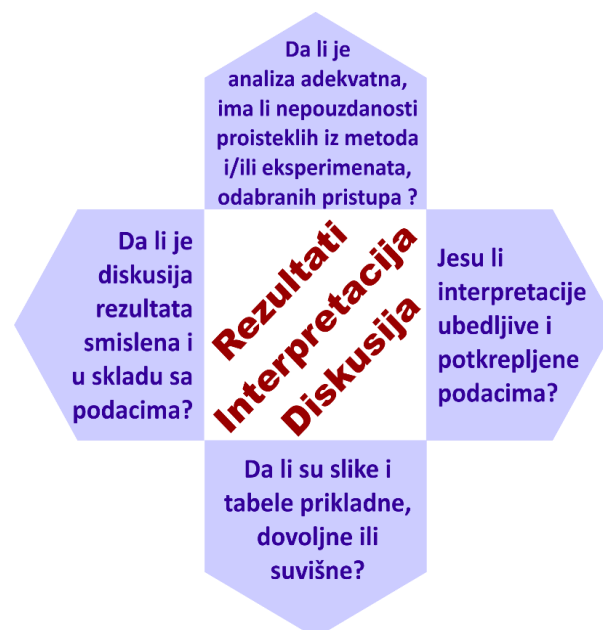 Da li je
analiza adekvatna,
ima li nepouzdanosti
proisteklih iz metoda
i/ili eksperimenata,
odabranih pristupa ?
Da li je
diskusija
rezultata
smislena i
u skladu sa
podacima?
Rezultati
Interpretacija
Diskusija
Jesu li
interpretacije
ubedljive i
potkrepljene
podacima?
Da li su slike i
tabele prikladne,
dovoljne ili
suvišne?